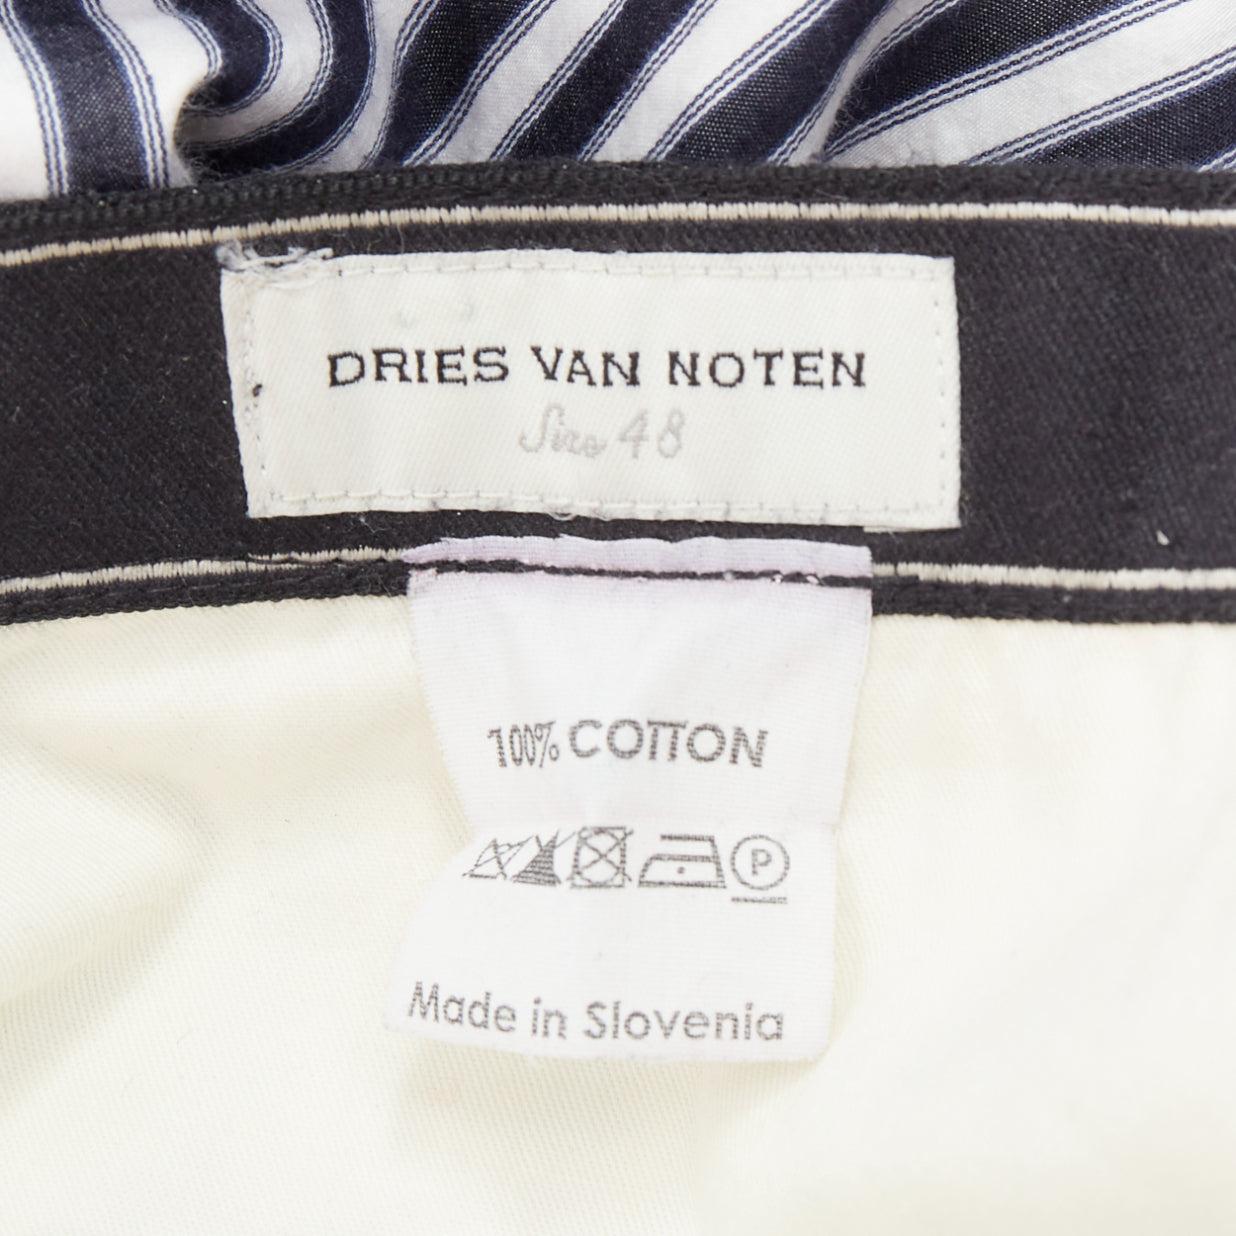 DRIES VAN NOTEN
Size 48
100% COTTON
P
Made in Slovenia